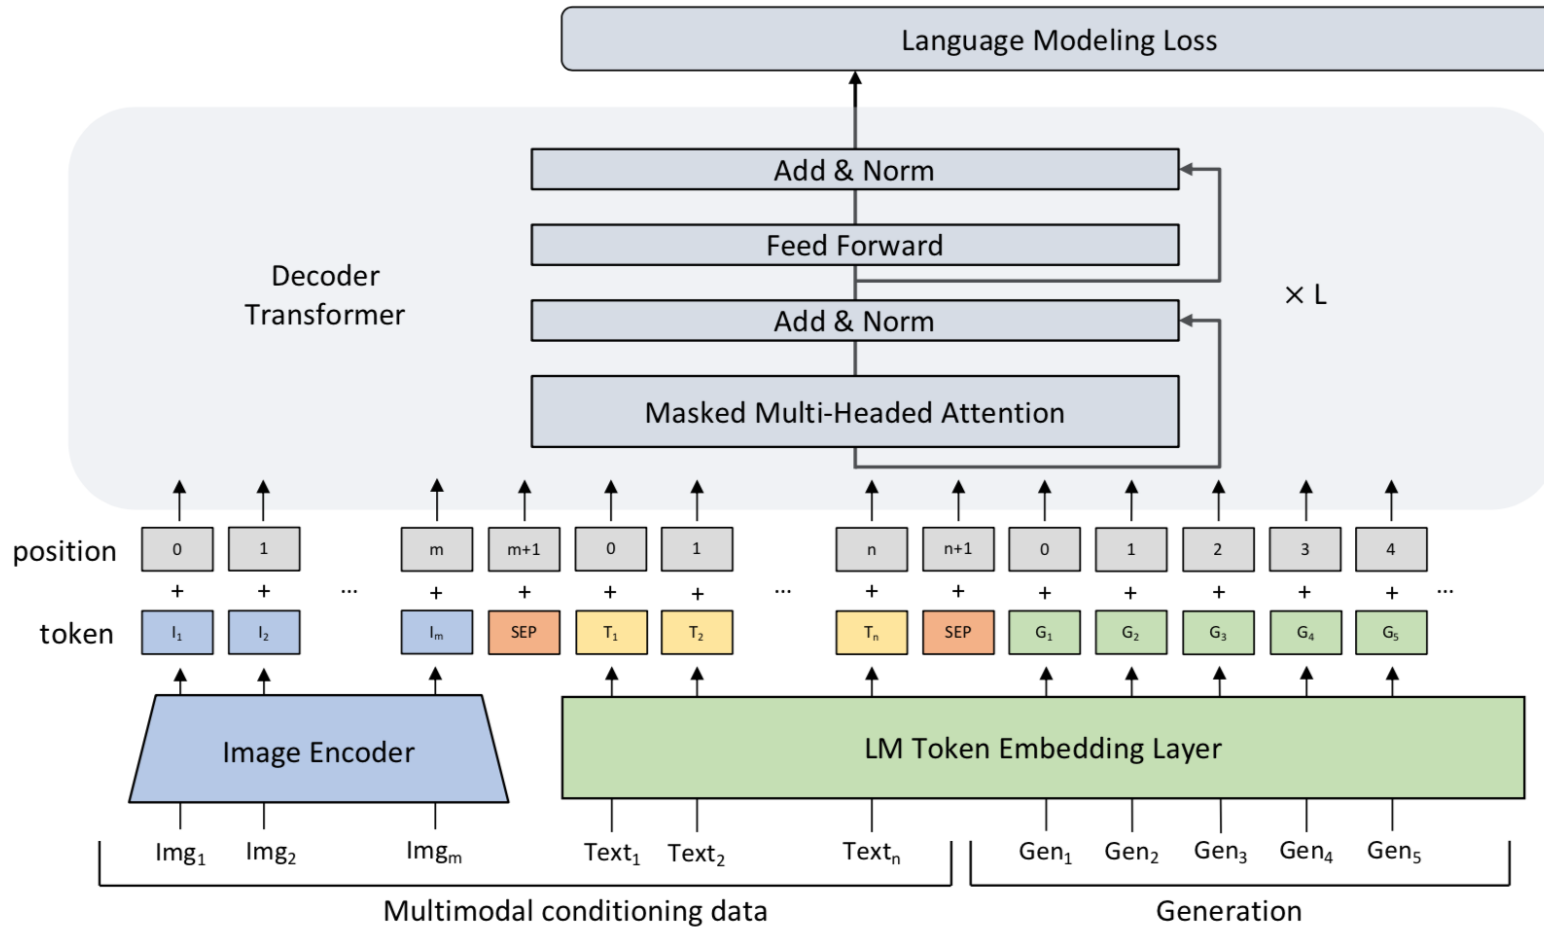 Language Modeling Loss
Add & Norm
Feed Forward
Decoder
Transformer
× L
Add & Norm
Masked Multi-Headed Attention
position 0 1 m m+1 0 1 n n+1 0 1 2 3 4
+ + ... + + + + ... + + + + + + + ...
token I₁ I₂ Iₘ SEP T₁ T₂ Tₙ SEP G₁ G₂ G₃ G₄ G₅
Image Encoder
LM Token Embedding Layer
Img₁ Img₂ Imgₘ Text₁ Text₂ Textₙ Gen₁ Gen₂ Gen₃ Gen₄ Gen₅
Multimodal conditioning data
Generation